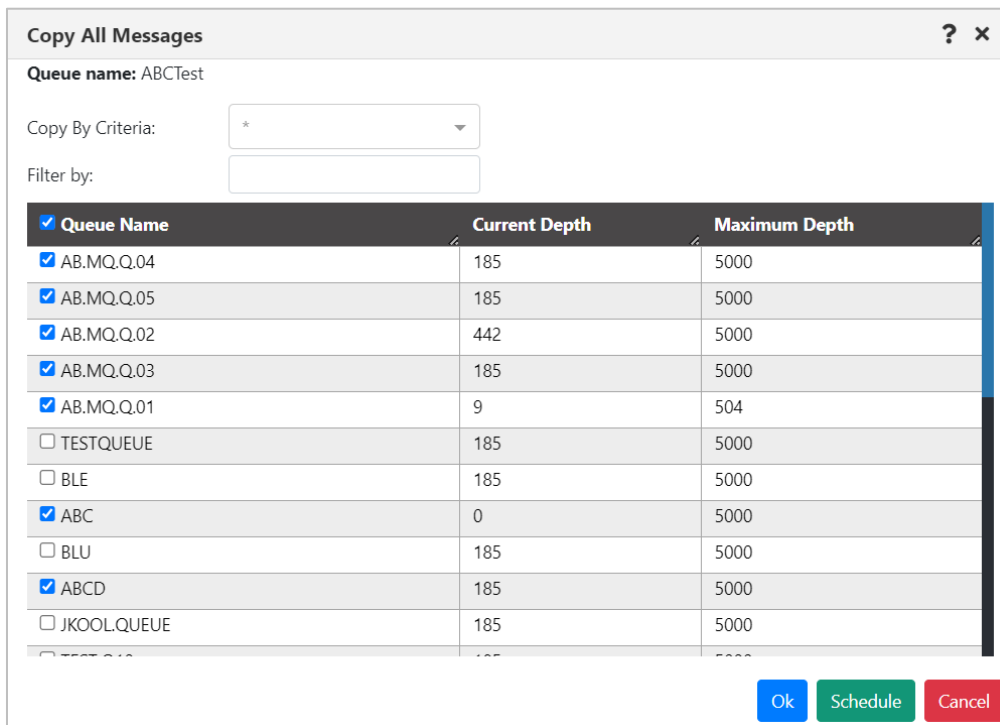 Copy All Messages ? ×
Queue name: ABCTest
Copy By Criteria: *
Filter by:
Queue Name Current Depth Maximum Depth
AB.MQ.Q.04 185 5000
AB.MQ.Q.05 185 5000
AB.MQ.Q.02 442 5000
AB.MQ.Q.03 185 5000
AB.MQ.Q.01 9 504
TESTQUEUE 185 5000
BLE 185 5000
ABC 0 5000
BLU 185 5000
ABCD 185 5000
JKOOL.QUEUE 185 5000
Ok Schedule Cancel